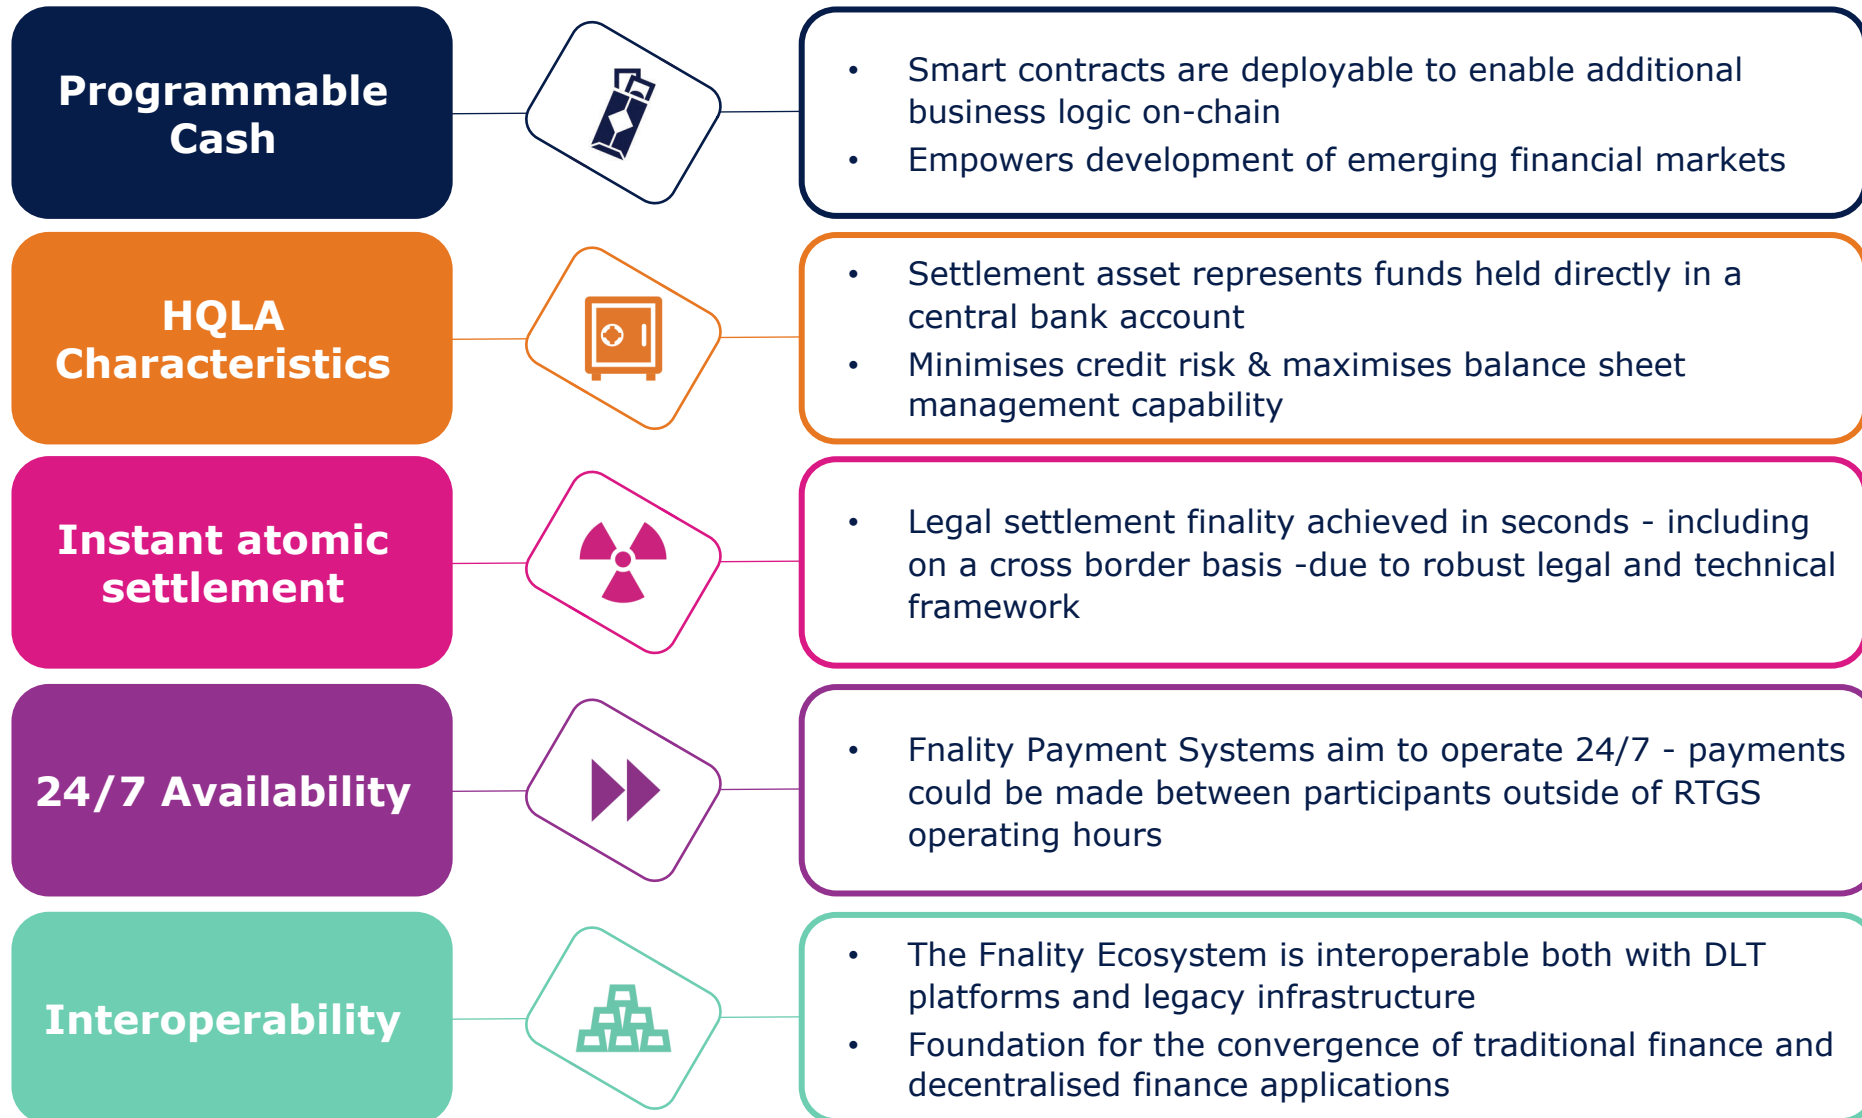 Programmable
Cash
• Smart contracts are deployable to enable additional
business logic on-chain
• Empowers development of emerging financial markets
HQLA
Characteristics
• Settlement asset represents funds held directly in a
central bank account
• Minimises credit risk & maximises balance sheet
management capability
Instant atomic
settlement
• Legal settlement finality achieved in seconds - including
on a cross border basis -due to robust legal and technical
framework
24/7 Availability
• Fnality Payment Systems aim to operate 24/7 - payments
could be made between participants outside of RTGS
operating hours
Interoperability
• The Fnality Ecosystem is interoperable both with DLT
platforms and legacy infrastructure
• Foundation for the convergence of traditional finance and
decentralised finance applications